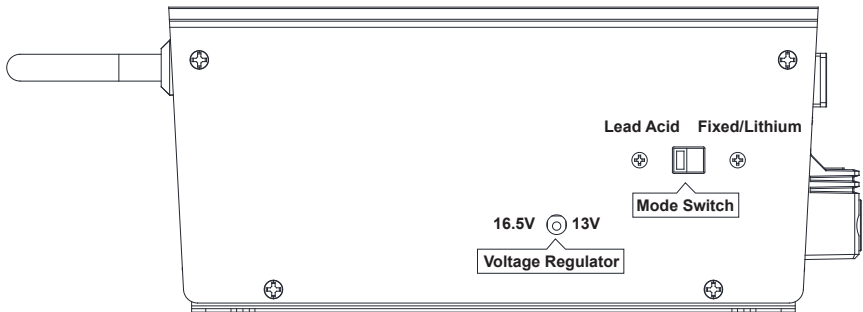 Lead Acid Fixed/Lithium
Mode Switch
16.5V 13V
Voltage Regulator